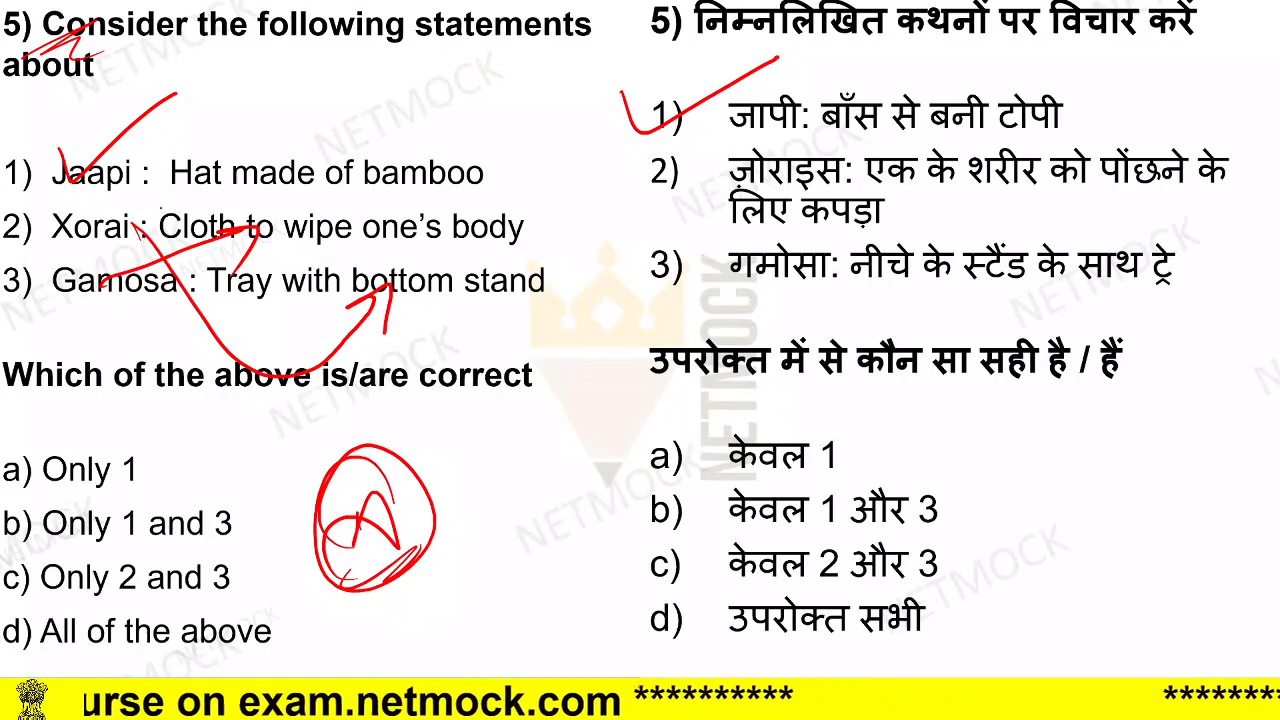 5) Consider the following statements
about
1) Jaapi : Hat made of bamboo
2) Xorai : Cloth to wipe one's body
3) Gamosa : Tray with bottom stand
Which of the above is/are correct
a) Only 1
b) Only 1 and 3
c) Only 2 and 3
d) All of the above
A
5) निम्नलिखित कथनों पर विचार करें
1) जापी: बाँस से बनी टोपी
2) ज़ोराइस: एक के शरीर को पोंछने के
लिए कपड़ा
3) गमोसा: नीचे के स्टैंड के साथ ट्रे
उपरोक्त में से कौन सा सही है / हैं
a) केवल 1
b) केवल 1 और 3
c) केवल 2 और 3
d) उपरोक्त सभी
NETMOCK
urse on exam.netmock.com ********** ********